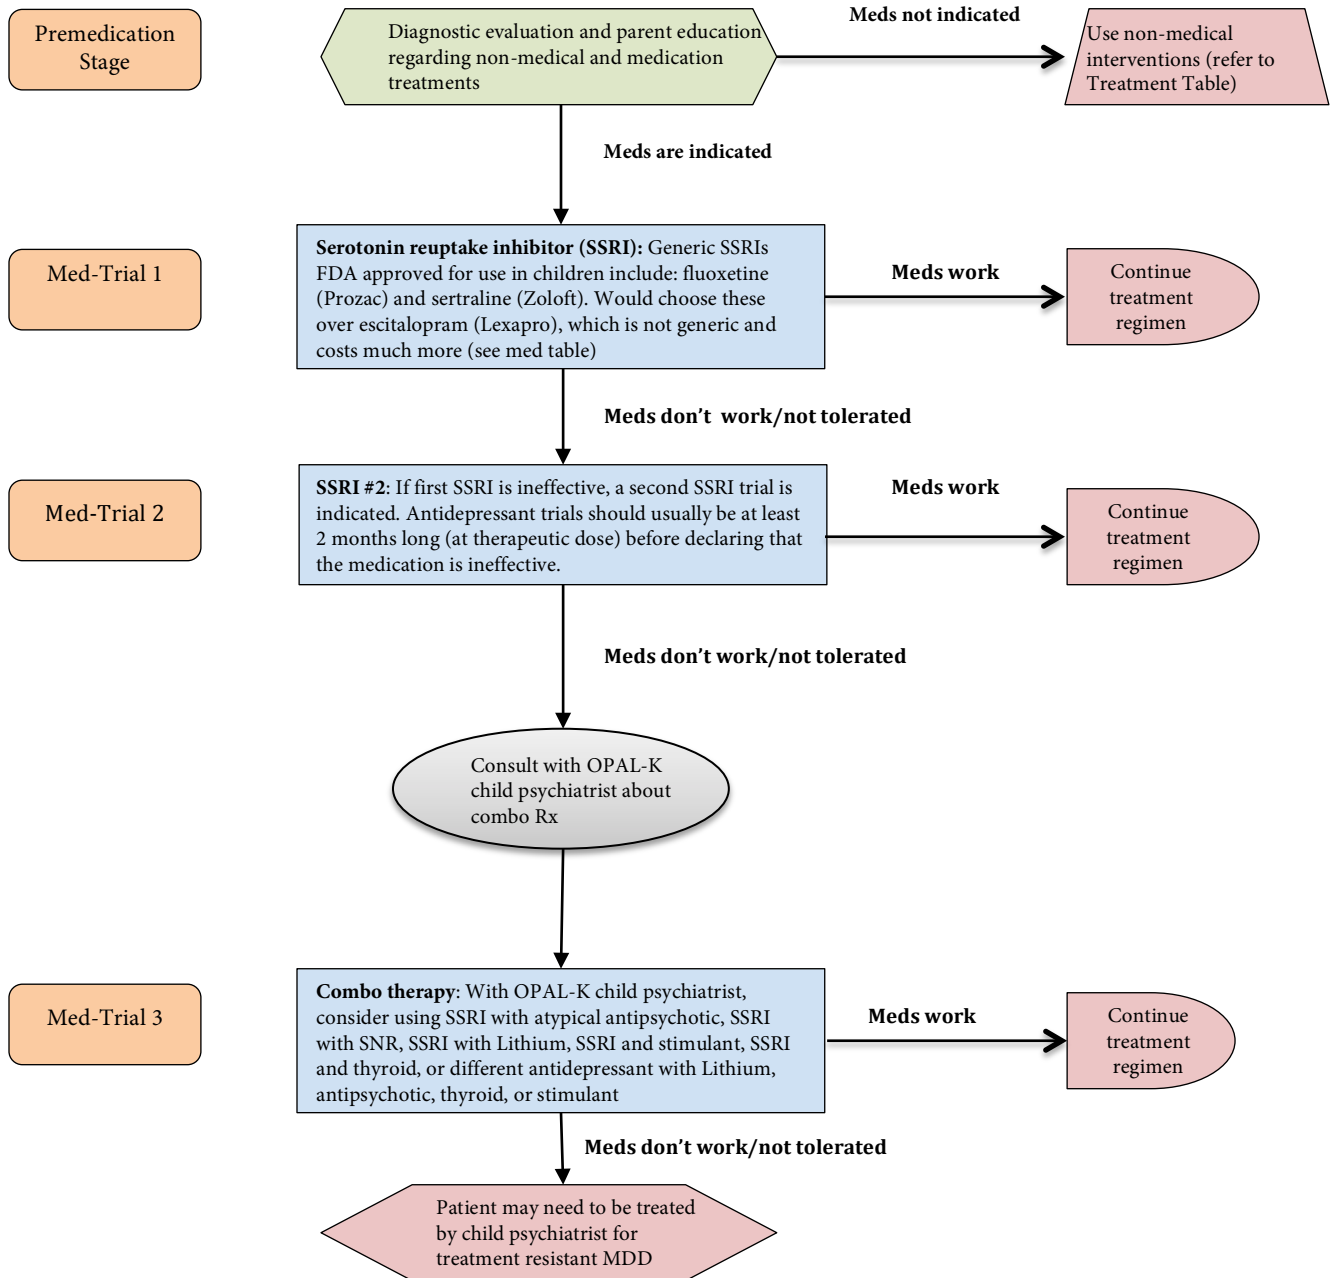 Premedication
Stage
Diagnostic evaluation and parent education
regarding non-medical and medication
treatments
Meds not indicated
Use non-medical
interventions (refer to
Treatment Table)
Meds are indicated
Med-Trial 1
Serotonin reuptake inhibitor (SSRI): Generic SSRIs
FDA approved for use in children include: fluoxetine
(Prozac) and sertraline (Zoloft). Would choose these
over escitalopram (Lexapro), which is not generic and
costs much more (see med table)
Meds work
Continue
treatment
regimen
Meds don’t work/not tolerated
Med-Trial 2
SSRI #2: If first SSRI is ineffective, a second SSRI trial is
indicated. Antidepressant trials should usually be at least
2 months long (at therapeutic dose) before declaring that
the medication is ineffective.
Meds work
Continue
treatment
regimen
Meds don’t work/not tolerated
Consult with OPAL-K
child psychiatrist about
combo Rx
Med-Trial 3
Combo therapy: With OPAL-K child psychiatrist,
consider using SSRI with atypical antipsychotic, SSRI
with SNR, SSRI with Lithium, SSRI and stimulant, SSRI
and thyroid, or different antidepressant with Lithium,
antipsychotic, thyroid, or stimulant
Meds work
Continue
treatment
regimen
Meds don’t work/not tolerated
Patient may need to be treated
by child psychiatrist for
treatment resistant MDD